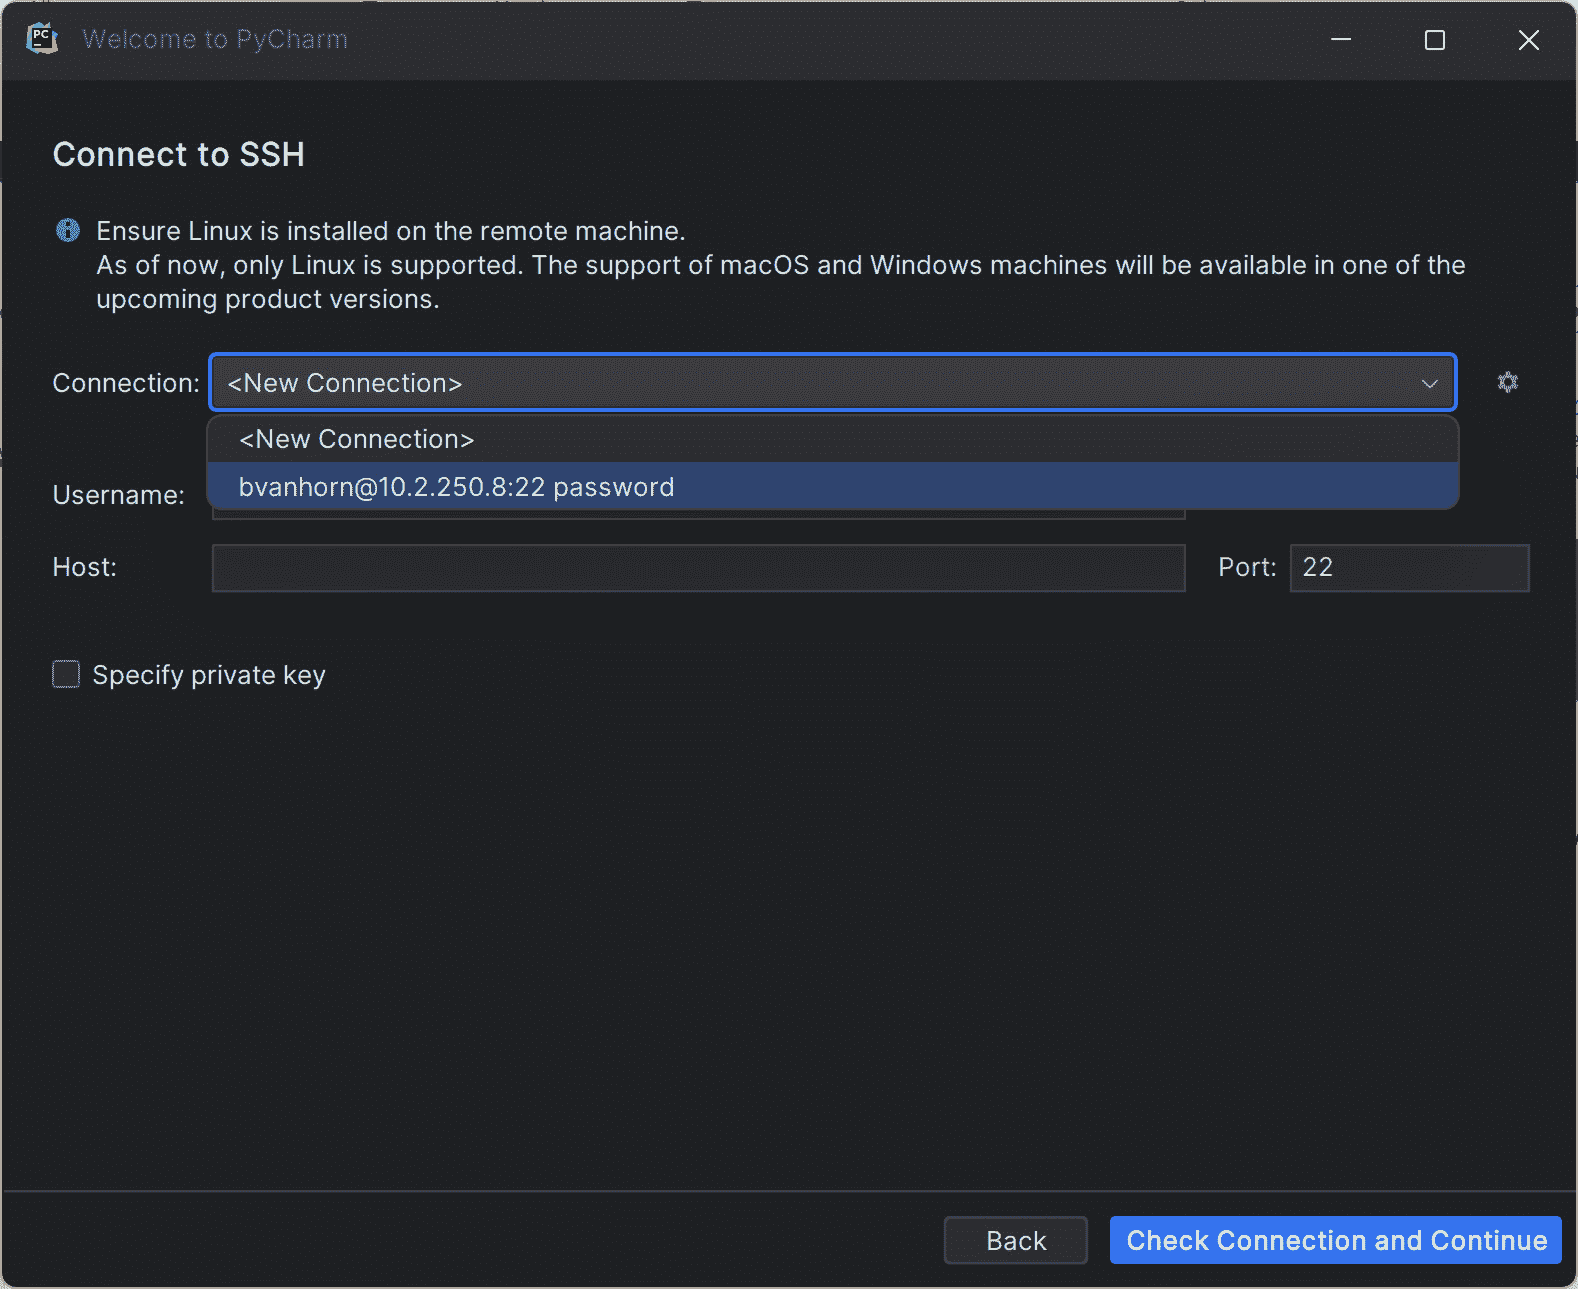 PC
Welcome to PyCharm
Connect to SSH
Ensure Linux is installed on the remote machine.
As of now, only Linux is supported. The support of macOS and Windows machines will be available in one of the
upcoming product versions.
Connection: <New Connection>
<New Connection>
bvanhorn@10.2.250.8:22 password
Username:
Host:
Port: 22
Specify private key
Back
Check Connection and Continue